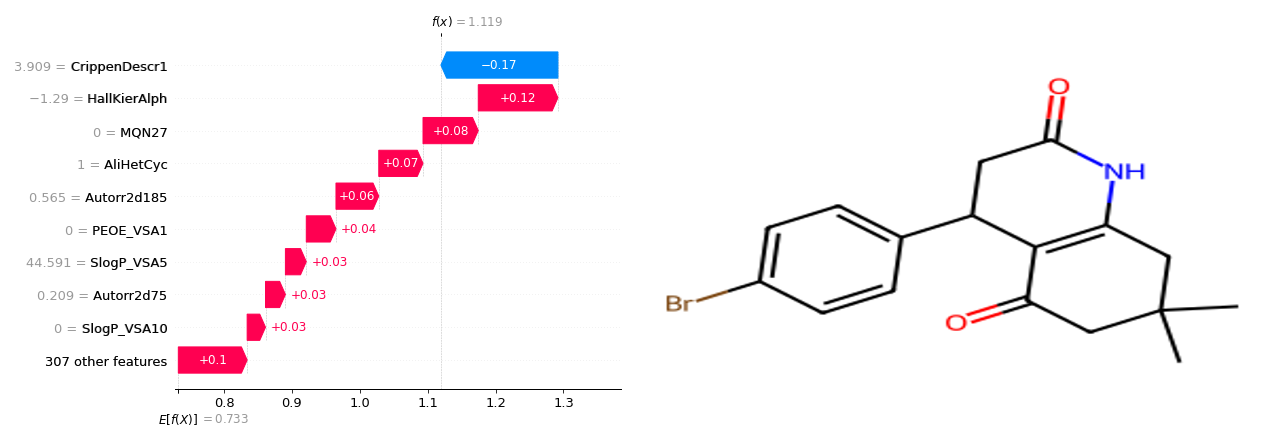 f(x) = 1.119
3.909 = CrippenDescr1
−0.17
−1.29 = HallKierAlph
+0.12
0 = MQN27
+0.08
1 = AliHetCyc
+0.07
0.565 = Autorr2d185
+0.06
0 = PEOE_VSA1
+0.04
44.591 = SlogP_VSA5
+0.03
0.209 = Autorr2d75
+0.03
0 = SlogP_VSA10
+0.03
307 other features
+0.1
0.8 0.9 1.0 1.1 1.2 1.3
E[f(X)] = 0.733
O
NH
Br
O